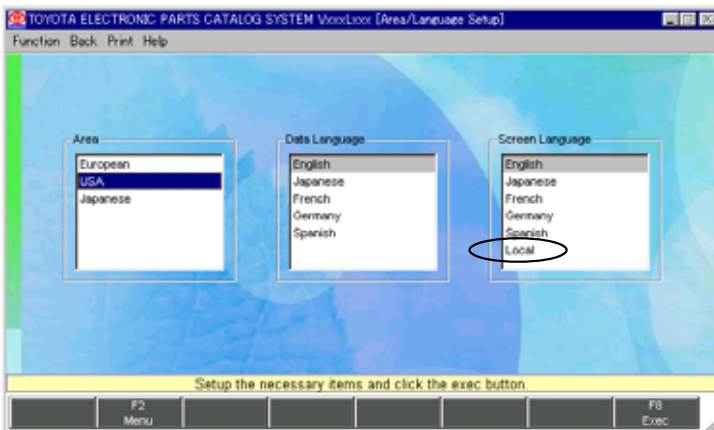 TOYOTA ELECTRONIC PARTS CATALOG SYSTEM VxxxLxxx [Area/Language Setup]
Function Back Print Help
Area
European
USA
Japanese
Data Language
English
Japanese
French
Germany
Spanish
Screen Language
English
Japanese
French
Germany
Spanish
Local
Setup the necessary items and click the exec button.
F2
Menu
F8
Exec